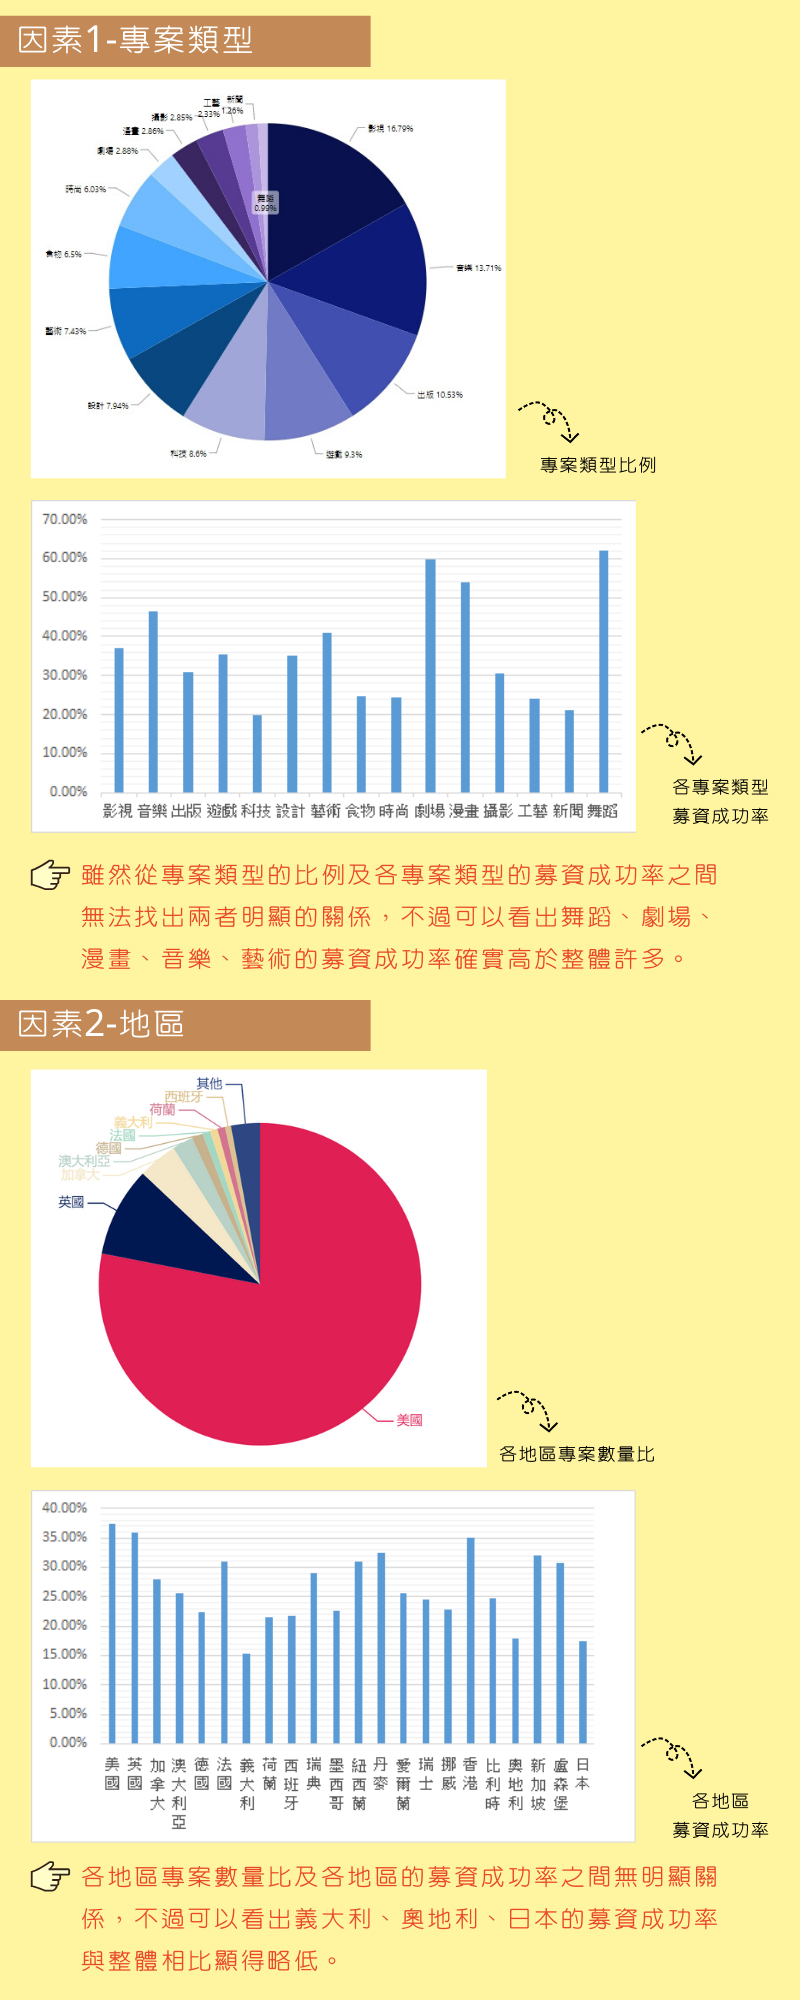 因素1-專案類型
新聞
1.26%
工藝
2.33%
攝影 2.85%
漫畫 2.86%
劇場 2.88%
時尚 6.03%
食物 6.5%
藝術 7.43%
設計 7.94%
科技 8.6%
遊戲 9.3%
出版 10.53%
音樂 13.71%
影視 16.79%
舞蹈
0.99%
專案類型比例
70.00%
60.00%
50.00%
40.00%
30.00%
20.00%
10.00%
0.00%
影視 音樂 出版 遊戲 科技 設計 藝術 食物 時尚 劇場 漫畫 攝影 工藝 新聞 舞蹈
各專案類型
募資成功率
雖然從專案類型的比例及各專案類型的募資成功率之間
無法找出兩者明顯的關係，不過可以看出舞蹈、劇場、
漫畫、音樂、藝術的募資成功率確實高於整體許多。
因素2-地區
其他
西班牙
荷蘭
義大利
法國
德國
澳大利亞
加拿大
英國
美國
各地區專案數量比
40.00%
35.00%
30.00%
25.00%
20.00%
15.00%
10.00%
5.00%
0.00%
美國 英國 加拿大 澳大利亞 德國 法國 義大利 荷蘭 西班牙 瑞典 墨西哥 紐西蘭 丹麥 愛爾蘭 瑞士 挪威 香港 比利時 奧地利 新加坡 盧森堡 日本
各地區
募資成功率
各地區專案數量比及各地區的募資成功率之間無明顯關
係，不過可以看出義大利、奧地利、日本的募資成功率
與整體相比顯得略低。